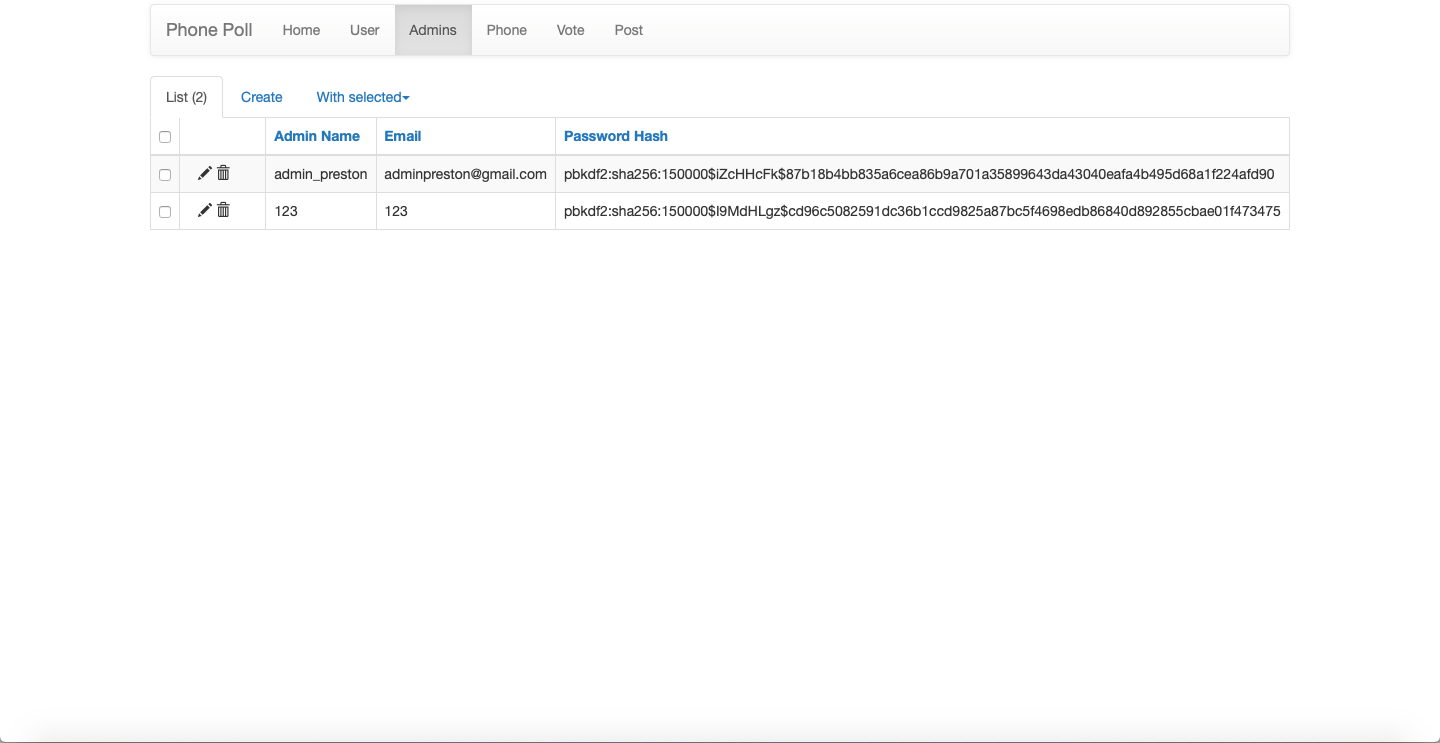 Phone Poll Home User Admins Phone Vote Post
List (2) Create With selected
Admin Name Email Password Hash
admin_preston adminpreston@gmail.com pbkdf2:sha256:150000$iZcHHcFk$87b18b4bb835a6cea86b9a701a35899643da43040eafa4b495d68a1f224afd90
123 123 pbkdf2:sha256:150000$I9MdHLgz$cd96c5082591dc36b1ccd9825a87bc5f4698edb86840d892855cbae01f473475